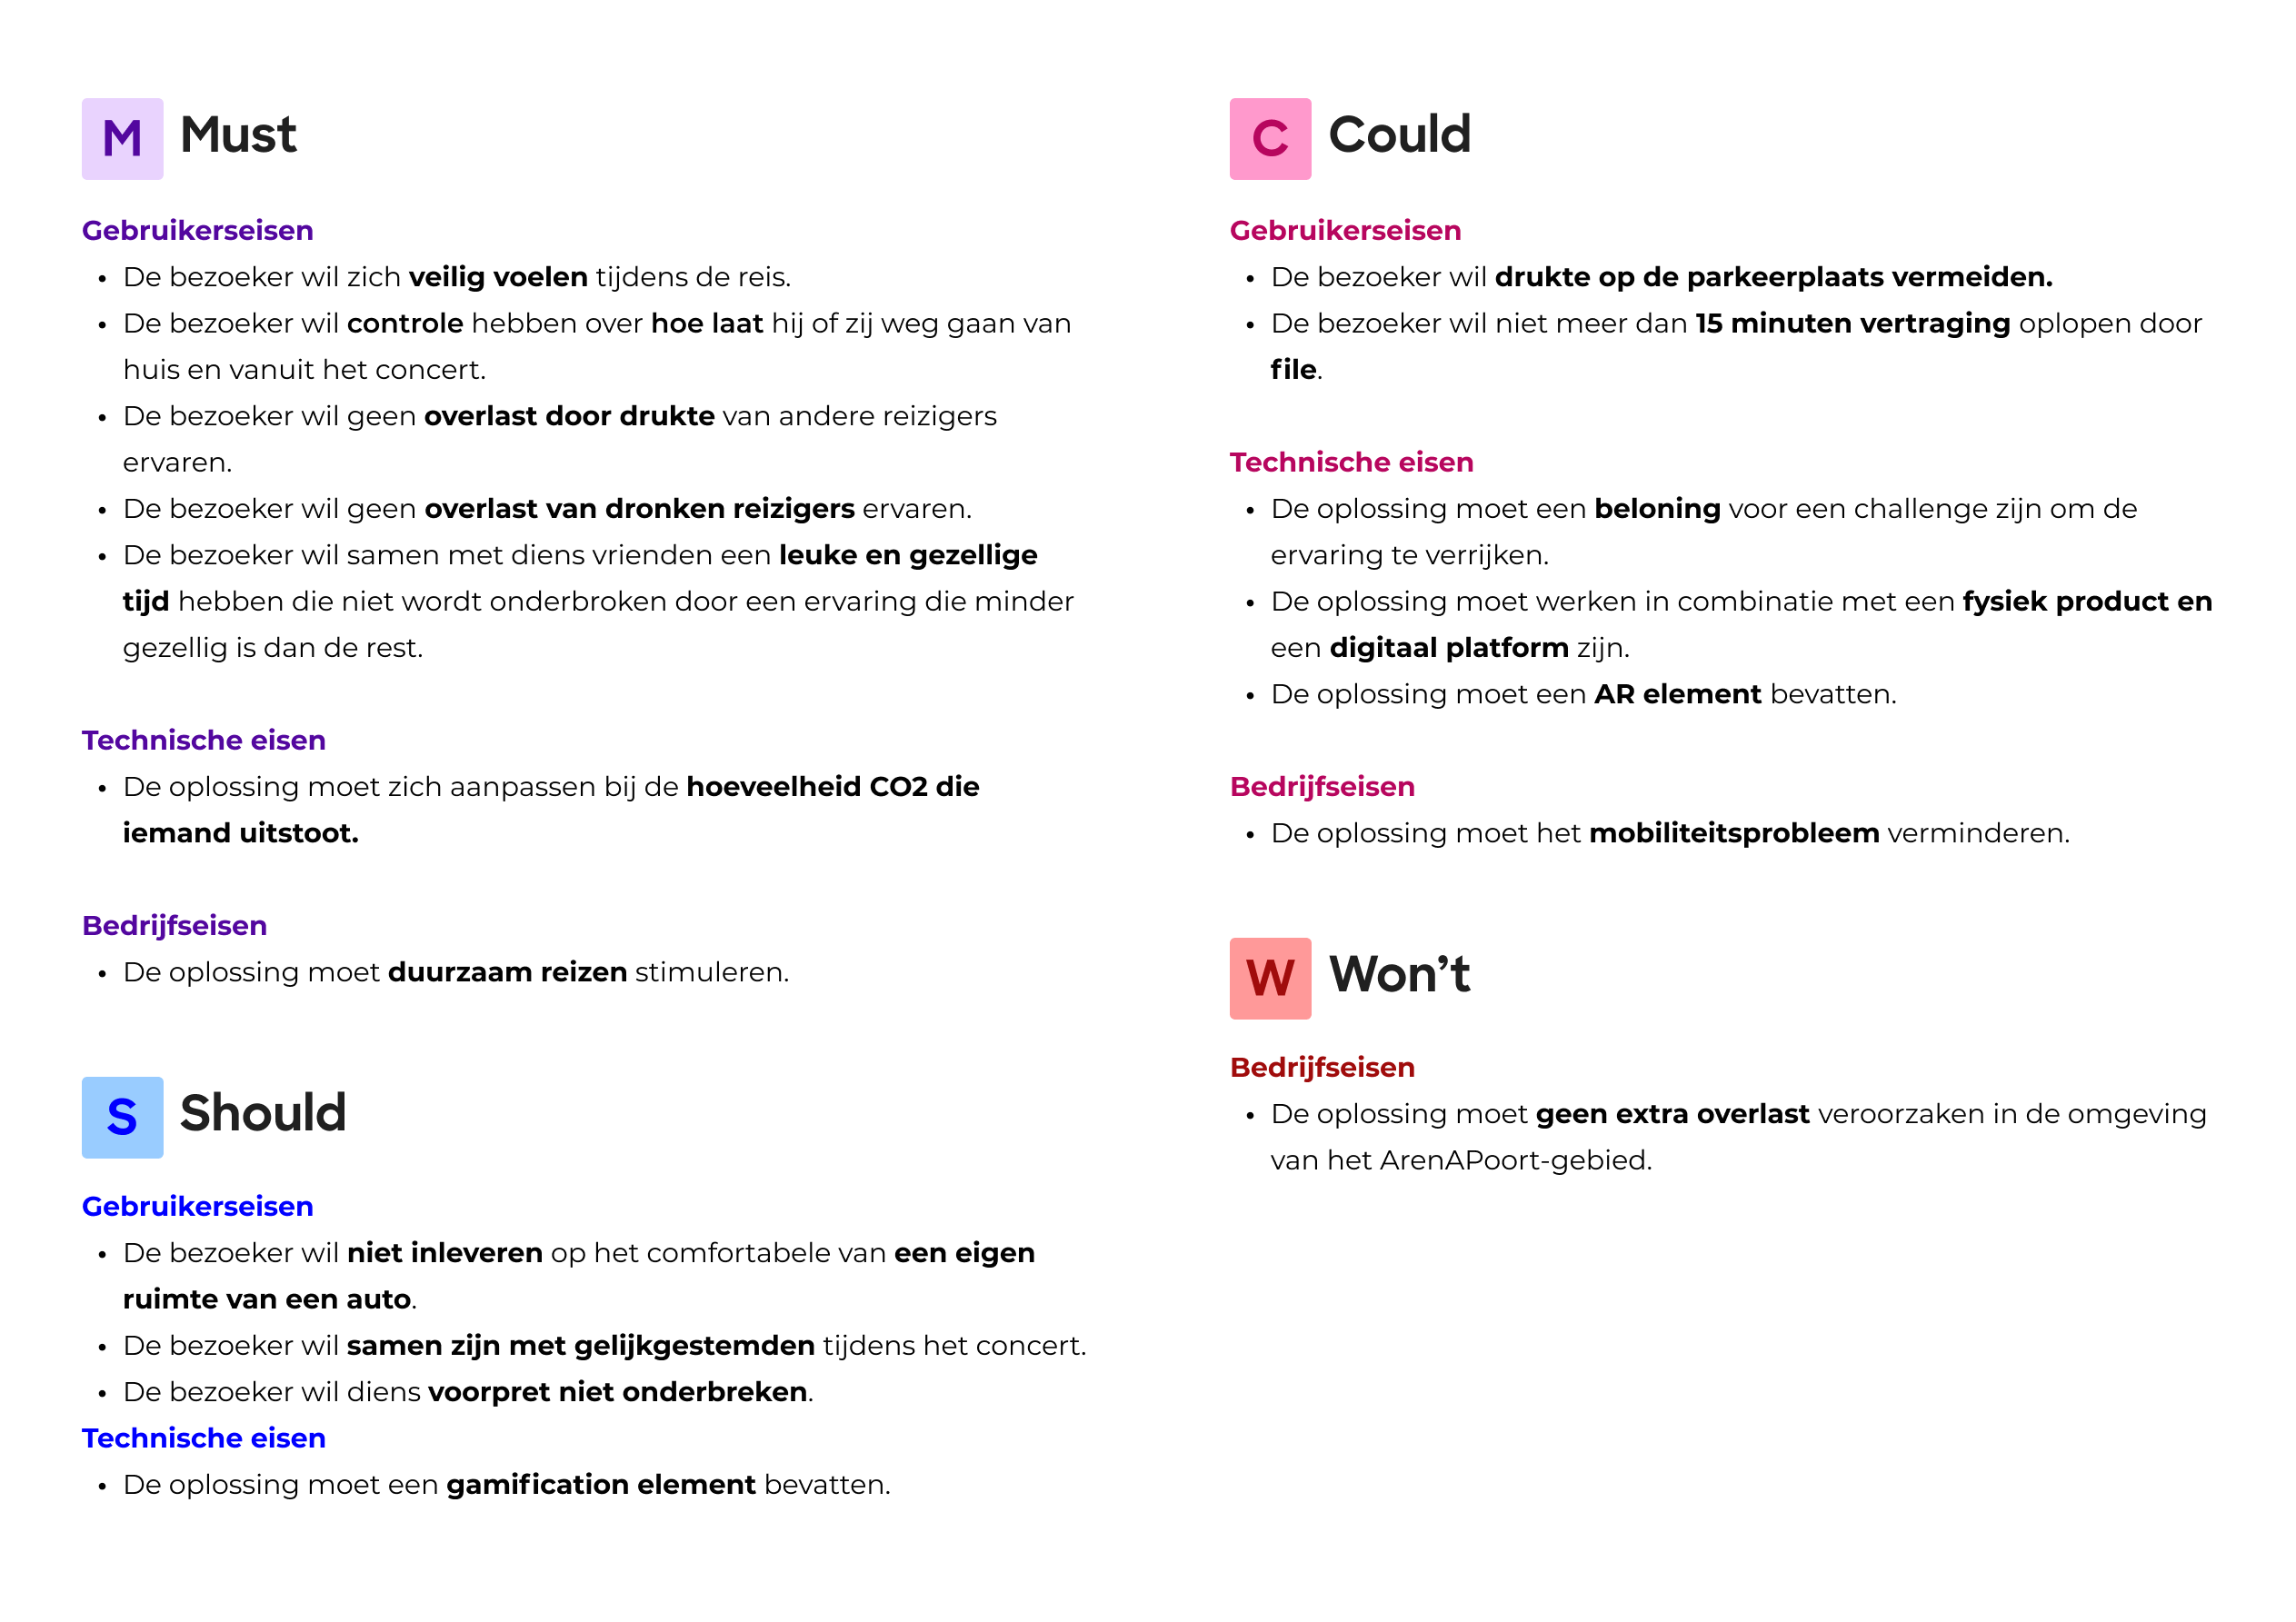 M Must
Gebruikerseisen
• De bezoeker wil zich veilig voelen tijdens de reis.
• De bezoeker wil controle hebben over hoe laat hij of zij weg gaan van
huis en vanuit het concert.
• De bezoeker wil geen overlast door drukte van andere reizigers
ervaren.
• De bezoeker wil geen overlast van dronken reizigers ervaren.
• De bezoeker wil samen met diens vrienden een leuke en gezellige
tijd hebben die niet wordt onderbroken door een ervaring die minder
gezellig is dan de rest.
Technische eisen
• De oplossing moet zich aanpassen bij de hoeveelheid CO2 die
iemand uitstoot.
Bedrijfseisen
• De oplossing moet duurzaam reizen stimuleren.
S Should
Gebruikerseisen
• De bezoeker wil niet inleveren op het comfortabele van een eigen
ruimte van een auto.
• De bezoeker wil samen zijn met gelijkgestemden tijdens het concert.
• De bezoeker wil diens voorpret niet onderbreken.
Technische eisen
• De oplossing moet een gamification element bevatten.
C Could
Gebruikerseisen
• De bezoeker wil drukte op de parkeerplaats vermeiden.
• De bezoeker wil niet meer dan 15 minuten vertraging oplopen door
file.
Technische eisen
• De oplossing moet een beloning voor een challenge zijn om de
ervaring te verrijken.
• De oplossing moet werken in combinatie met een fysiek product en
een digitaal platform zijn.
• De oplossing moet een AR element bevatten.
Bedrijfseisen
• De oplossing moet het mobiliteitsprobleem verminderen.
W Won’t
Bedrijfseisen
• De oplossing moet geen extra overlast veroorzaken in de omgeving
van het ArenAPoort-gebied.